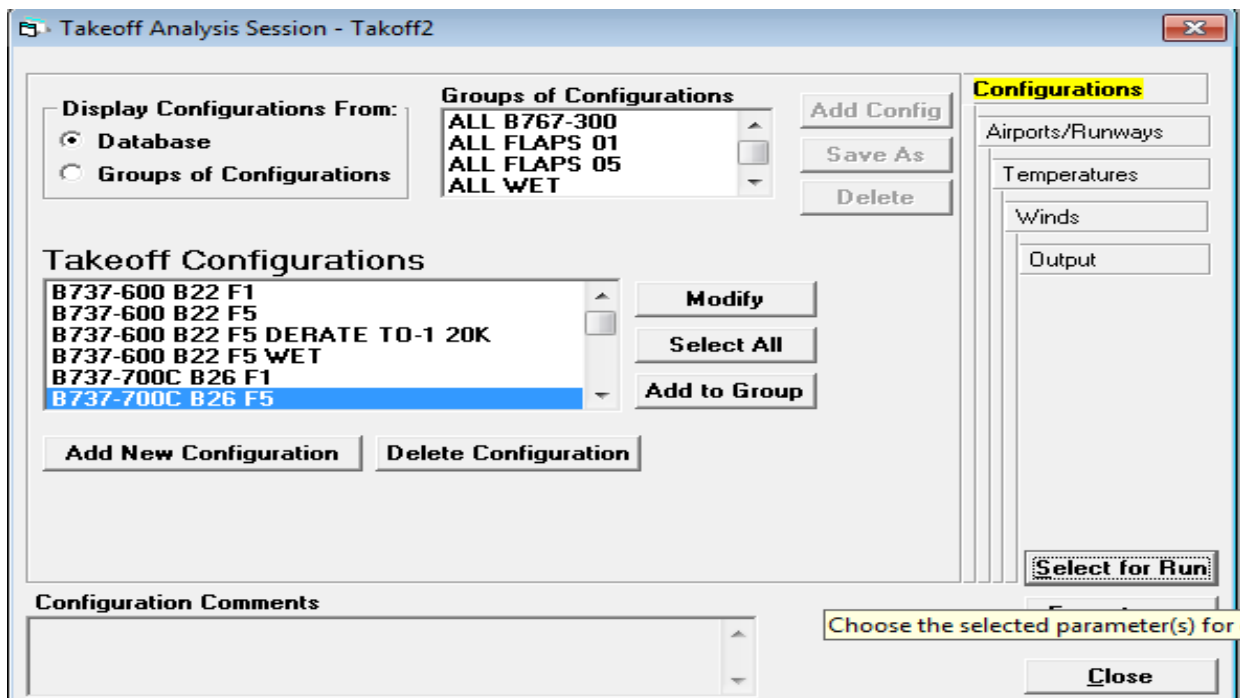 Takeoff Analysis Session - Takoff2
Display Configurations From:
Database
Groups of Configurations
Groups of Configurations
ALL B767-300
ALL FLAPS 01
ALL FLAPS 05
ALL WET
Add Config
Save As
Delete
Configurations
Airports/Runways
Temperatures
Winds
Output
Takeoff Configurations
B737-600 B22 F1
B737-600 B22 F5
B737-600 B22 F5 DERATE TO-1 20K
B737-600 B22 F5 WET
B737-700C B26 F1
B737-700C B26 F5
Modify
Select All
Add to Group
Add New Configuration
Delete Configuration
Select for Run
Configuration Comments
Choose the selected parameter(s) for
Close